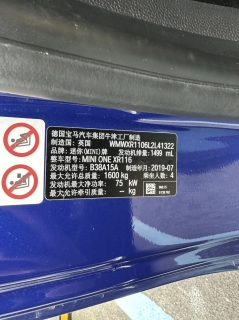 德国宝马汽车集团牛津工厂制造
制造国: 英国 WMWXR1106L2L41322
品牌: 迷你(MINI)牌 发动机排量: 1499 mL
整车型号: MINI ONE XR116
发动机型号: B38A15A 制造年月: 2019-07
最大允许总质量: 1600 kg 乘坐人数: 4
发动机最大净功率: 75 kW
最大允许牵引质量: – kg